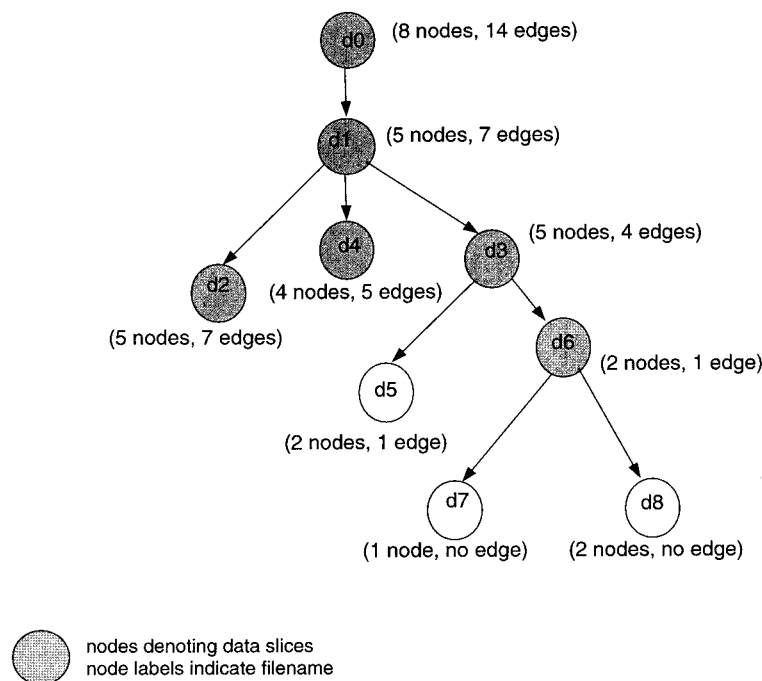 d0
(8 nodes, 14 edges)
d1
(5 nodes, 7 edges)
d2
(5 nodes, 7 edges)
d4
(4 nodes, 5 edges)
d3
(5 nodes, 4 edges)
d5
(2 nodes, 1 edge)
d6
(2 nodes, 1 edge)
d7
(1 node, no edge)
d8
(2 nodes, no edge)
nodes denoting data slices
node labels indicate filename